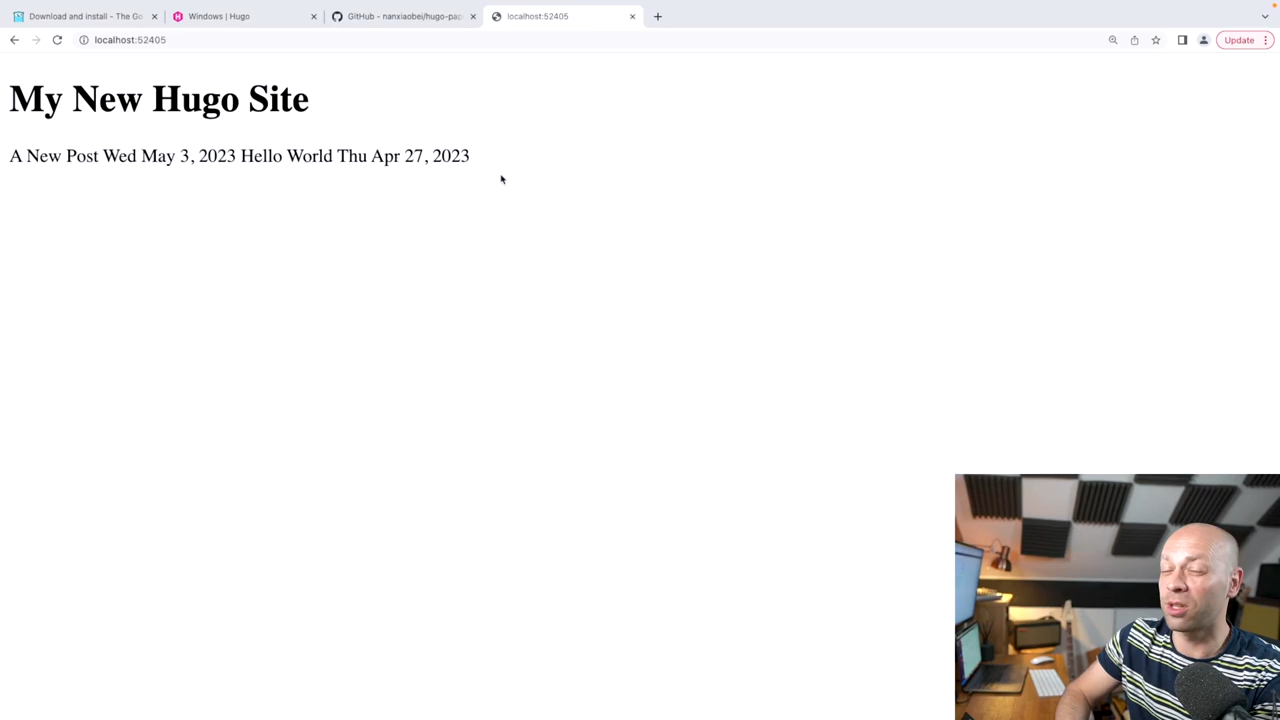 Download and install - The Go
Windows | Hugo
GitHub - nanxiaobei/hugo-pap
localhost:52405
localhost:52405
Update
My New Hugo Site
A New Post Wed May 3, 2023 Hello World Thu Apr 27, 2023